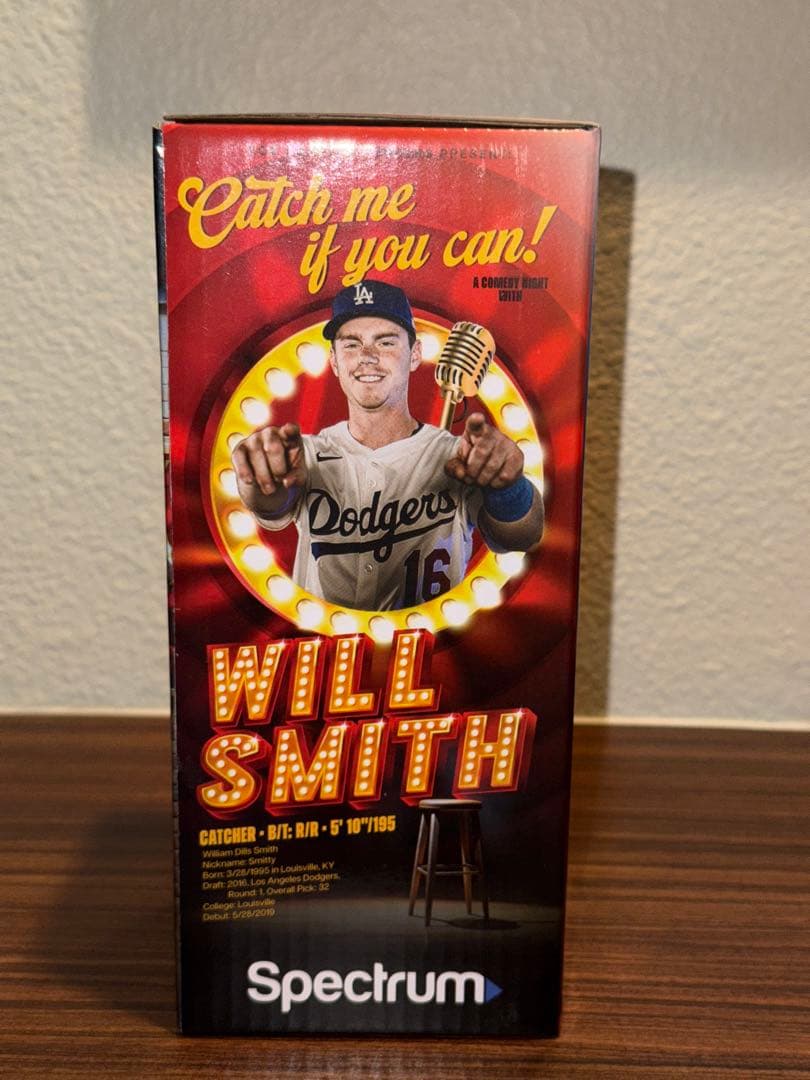 PRESENT
Catch me
if you can!
A COMEDY NIGHT
WITH
LA
Dodgers
16
WILL
SMITH
CATCHER • B/T: R/R • 5' 10"/195
William Dills Smith
Nickname: Smitty
Born: 3/28/1995 in Louisville, KY
Draft: 2016, Los Angeles Dodgers,
Round: 1, Overall Pick: 32
College: Louisville
Debut: 5/28/2019
Spectrum